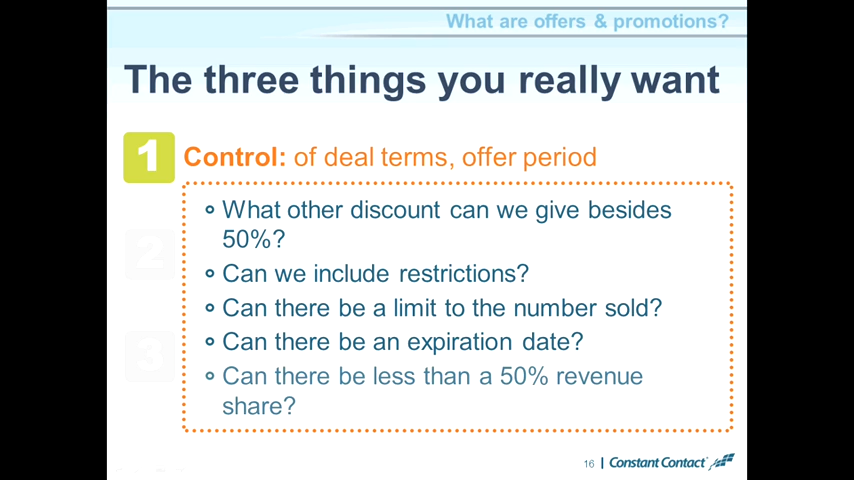 What are offers & promotions?
The three things you really want
1 Control: of deal terms, offer period
What other discount can we give besides
50%?
2
Can we include restrictions?
Can there be a limit to the number sold?
Can there be an expiration date?
3
Can there be less than a 50% revenue
share?
16 | Constant Contact